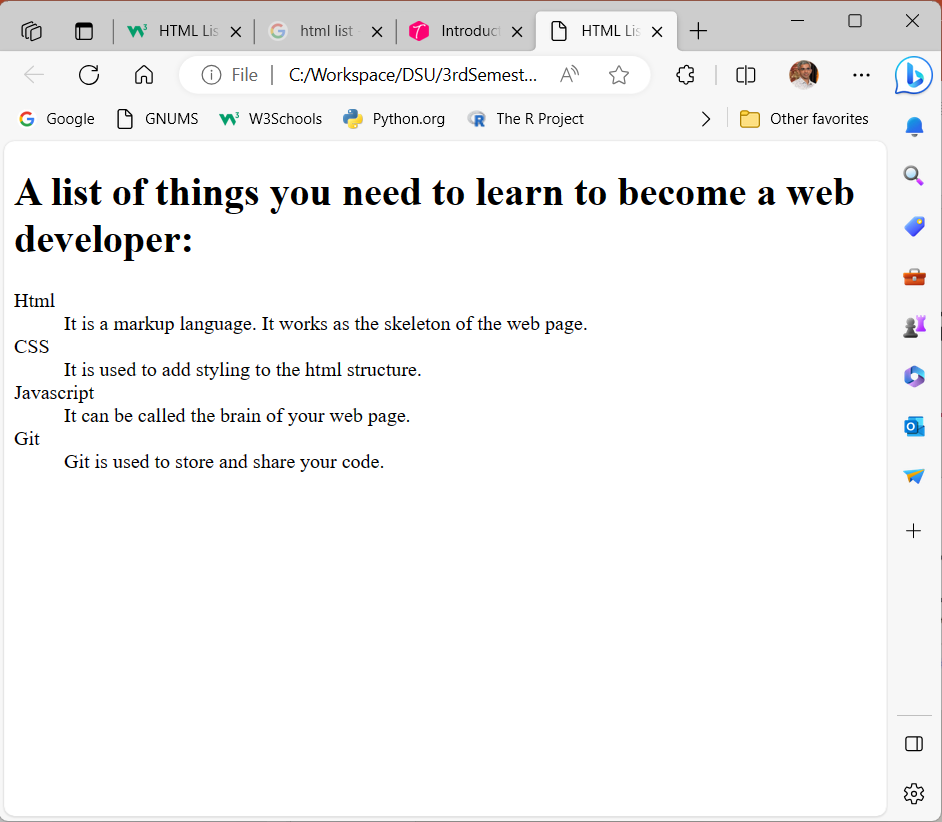 HTML Lis
html list
Introduct
HTML Lis
File
C:/Workspace/DSU/3rdSemest...
Google
GNUMS
W3Schools
Python.org
The R Project
Other favorites
A list of things you need to learn to become a web
developer:
Html
It is a markup language. It works as the skeleton of the web page.
CSS
It is used to add styling to the html structure.
Javascript
It can be called the brain of your web page.
Git
Git is used to store and share your code.